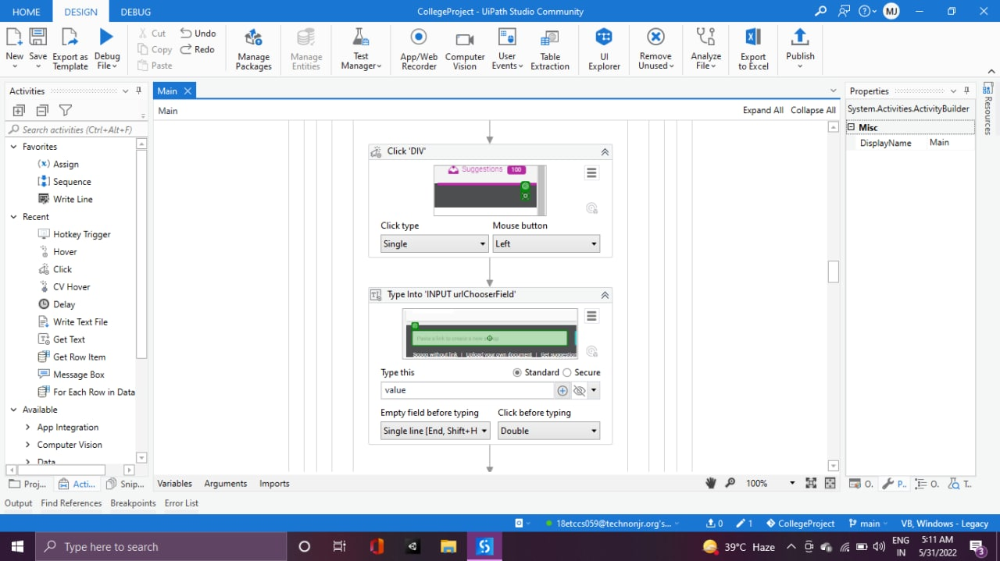 HOME DESIGN DEBUG CollegeProject - UiPath Studio Community MJ
New Save Export as Template Debug File Cut Copy Paste Undo Redo Manage Packages Manage Entities Test Manager App/Web Recorder Computer Vision User Events Table Extraction UI Explorer Remove Unused Analyze File Export to Excel Publish
Activities
Search activities (Ctrl+Alt+F)
Favorites
(x) Assign
Sequence
Write Line
Recent
Hotkey Trigger
Hover
Click
CV Hover
Delay
Write Text File
Get Text
Get Row Item
Message Box
For Each Row in Data
Available
App Integration
Computer Vision
Data
Proj... Acti... Snip...
Main
Main Expand All Collapse All
Click 'DIV'
Suggestions 100
Click type Mouse button
Single Left
Type Into 'INPUT urlChooserField'
Paste a link to create a new
Scoop without link | Upload your own document | Get suggestion
Type this Standard Secure
value
Empty field before typing Click before typing
Single line [End, Shift+H Double
Variables Arguments Imports 100%
Properties
System.Activities.ActivityBuilder
Misc
DisplayName Main
O. P.. O. T..
Resources
Output Find References Breakpoints Error List
18etccs059@technonjr.org's... 0 1 CollegeProject main VB, Windows - Legacy
Type here to search 39°C Haze ENG IN 5:11 AM 5/31/2022 3